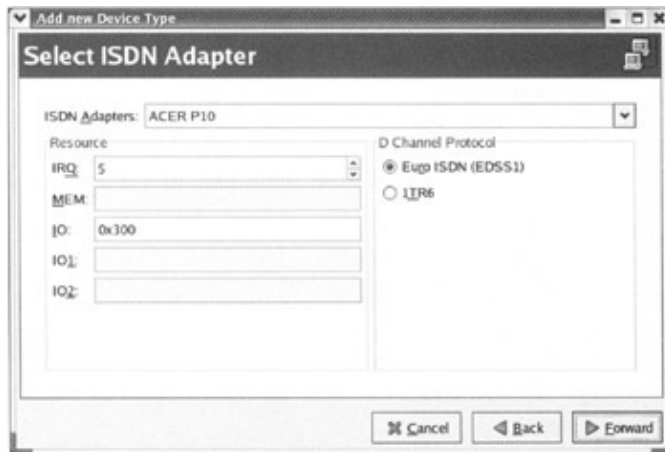 Add new Device Type
Select ISDN Adapter
ISDN Adapters: ACER P10
Resource
IRQ: 5
MEM:
IO: 0x300
IO1:
IO2:
D Channel Protocol
Euro ISDN (EDSS1)
1TR6
Cancel
Back
Forward